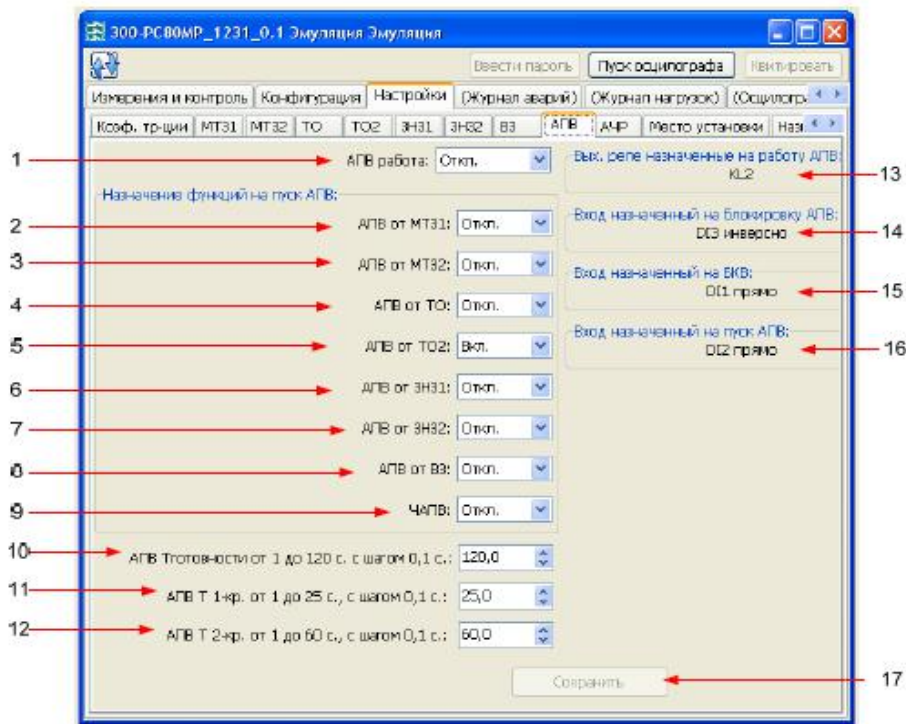 300-РС80МР_1231_0.1 Эмуляция Эмуляция
Ввести пароль Пуск осцилографа Квитировать
Измерения и контроль Конфигурация Настройки (Журнал аварий) (Журнал нагрузок) (Осцилогр
Коэф. тр-ции МТЗ1 МТЗ2 ТО ТО2 ЗНЗ1 ЗНЗ2 ВЗ АПВ АЧР Место установки Наз
1 АПВ работа: Откл. Вых. реле назначенные на работу АПВ:
KL2 13
Назначение функций на пуск АПВ:
2 АПВ от МТЗ1: Откл. Вход назначенный на Блокировку АПВ:
DI3 инверсно 14
3 АПВ от МТЗ2: Откл. Вход назначенный на БКВ:
DI1 прямо 15
4 АПВ от ТО: Откл. Вход назначенный на пуск АПВ:
5 АПВ от ТО2: Вкл. DI2 прямо 16
6 АПВ от ЗНЗ1: Откл.
7 АПВ от ЗНЗ2: Откл.
8 АПВ от ВЗ: Откл.
9 ЧАПВ: Откл.
10 АПВ Тготовности от 1 до 120 с. с шагом 0,1 с.: 120,0
11 АПВ Т 1-кр. от 1 до 25 с., с шагом 0,1 с.: 25,0
12 АПВ Т 2-кр. от 1 до 60 с., с шагом 0,1 с.: 60,0
Сохранить 17